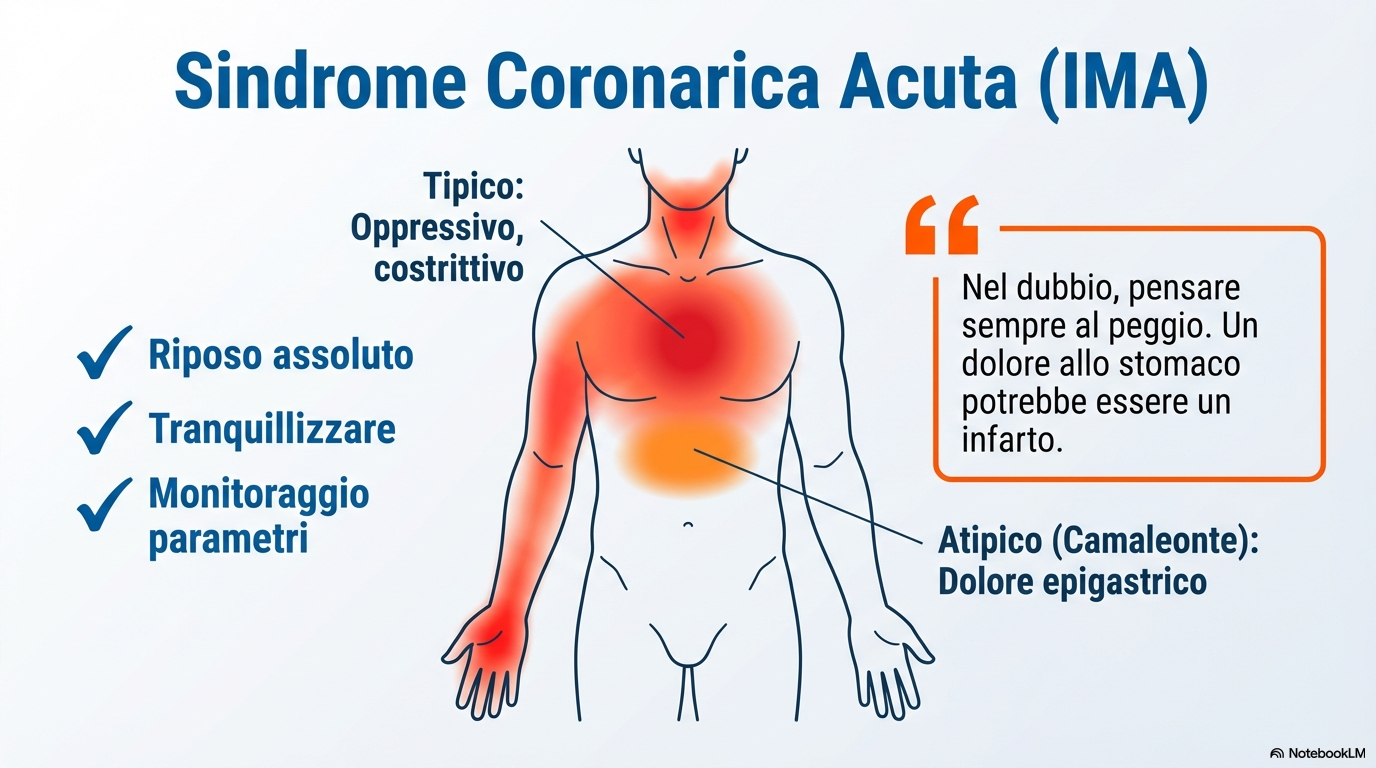 Sindrome Coronarica Acuta (IMA)
Tipico:
Oppressivo,
costrittivo
Riposo assoluto
Tranquillizzare
Monitoraggio
parametri
“
Nel dubbio, pensare
sempre al peggio. Un
dolore allo stomaco
potrebbe essere un
infarto.
Atipico (Camaleonte):
Dolore epigastrico
NotebookLM